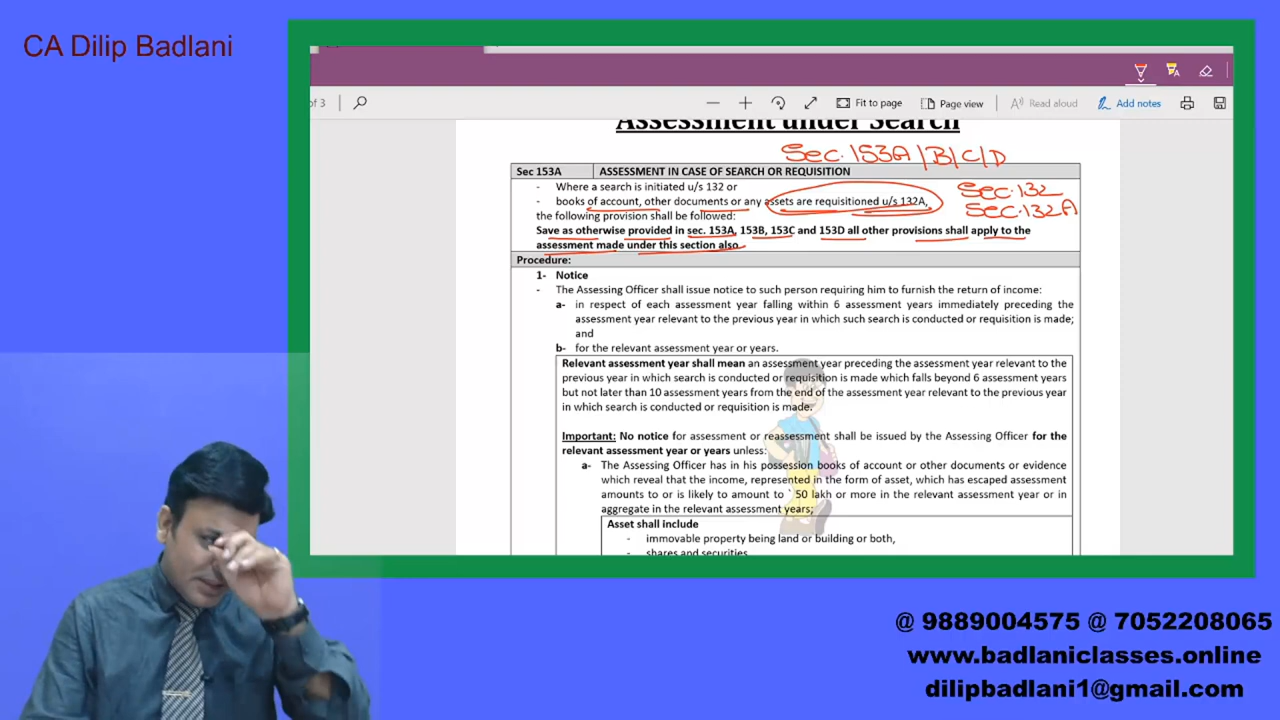 CA Dilip Badlani
of 3
Fit to page
Page view
Read aloud
Add notes
Assessment under Search
Sec. 153A / B / C / D
Sec 153A ASSESSMENT IN CASE OF SEARCH OR REQUISITION
- Where a search is initiated u/s 132 or
Sec. 132
- books of account, other documents or any assets are requisitioned u/s 132A,
Sec. 132A
the following provision shall be followed:
Save as otherwise provided in sec. 153A, 153B, 153C and 153D all other provisions shall apply to the
assessment made under this section also.
Procedure:
1- Notice
- The Assessing Officer shall issue notice to such person requiring him to furnish the return of income:
a- in respect of each assessment year falling within 6 assessment years immediately preceding the
assessment year relevant to the previous year in which such search is conducted or requisition is made;
and
b- for the relevant assessment year or years.
Relevant assessment year shall mean an assessment year preceding the assessment year relevant to the
previous year in which search is conducted or requisition is made which falls beyond 6 assessment years
but not later than 10 assessment years from the end of the assessment year relevant to the previous year
in which search is conducted or requisition is made.
Important: No notice for assessment or reassessment shall be issued by the Assessing Officer for the
relevant assessment year or years unless:
a- The Assessing Officer has in his possession books of account or other documents or evidence
which reveal that the income, represented in the form of asset, which has escaped assessment
amounts to or is likely to amount to ` 50 lakh or more in the relevant assessment year or in
aggregate in the relevant assessment years;
Asset shall include
- immovable property being land or building or both,
- shares and securities
@ 9889004575 @ 7052208065
www.badlaniclasses.online
dilipbadlani1@gmail.com